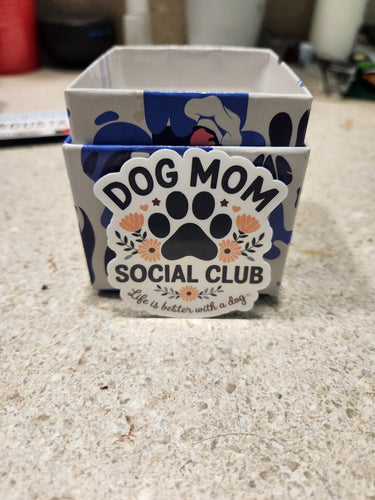 DOG MOM
SOCIAL CLUB
Life is better with a dog